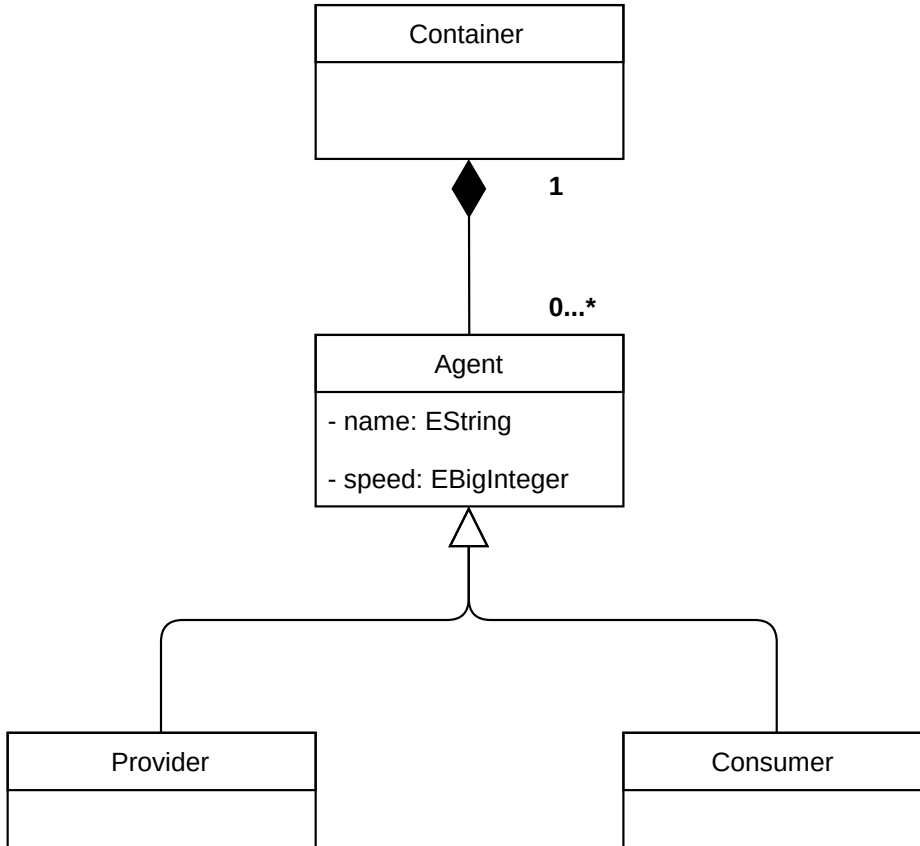 Container
1
0...*
Agent
- name: EString
- speed: EBigInteger
Provider
Consumer